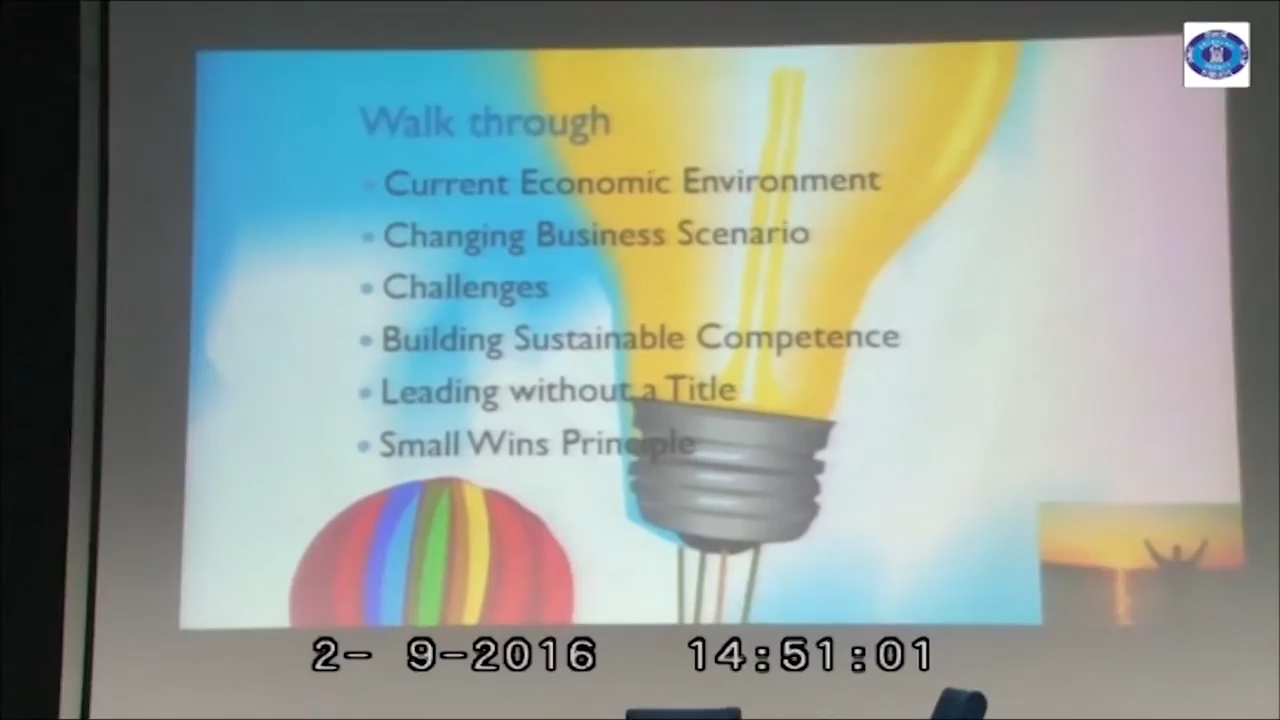 Walk through
• Current Economic Environment
• Changing Business Scenario
• Challenges
• Building Sustainable Competence
• Leading without a Title
• Small Wins Principle
2- 9-2016 14:51:01